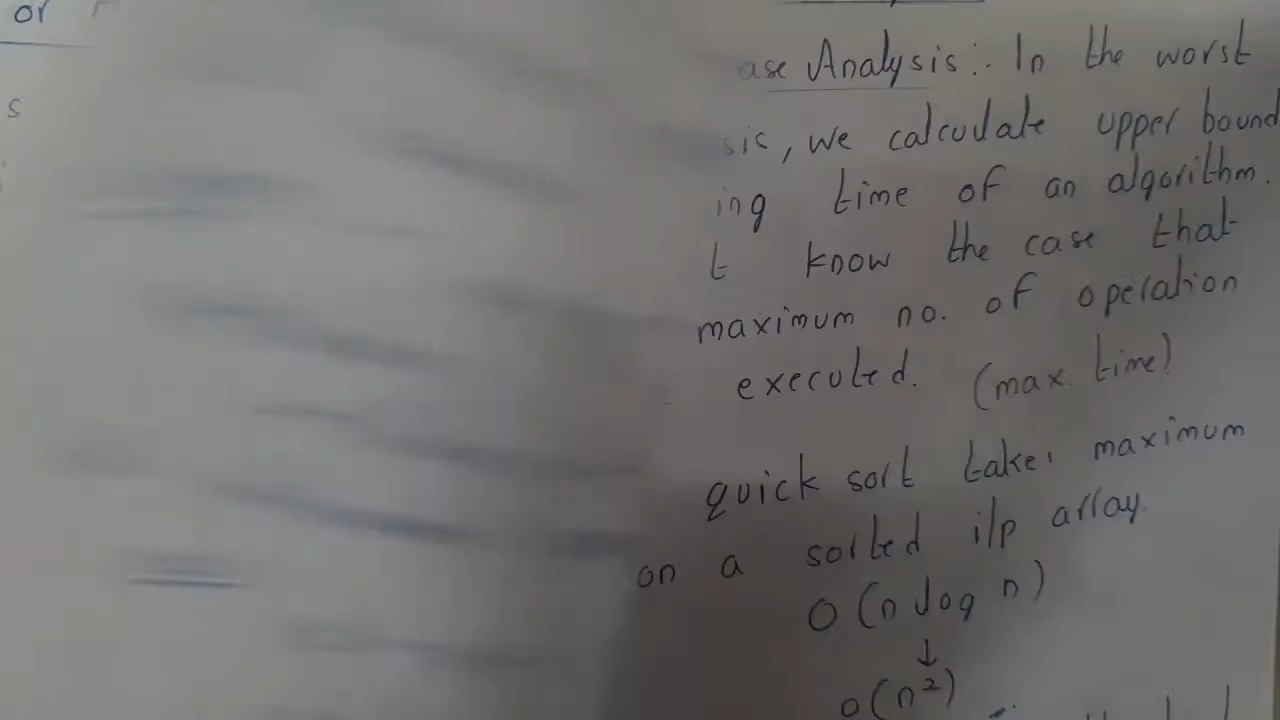 or
s
ase Analysis:- In the worst
sis, we calculate upper bound
ing time of an algorithm.
t know the case that
maximum no. of operation
executed. (max. time)
quick sort takes maximum
on a sorted i/p array.
O(n log n)
↓
O(n²)